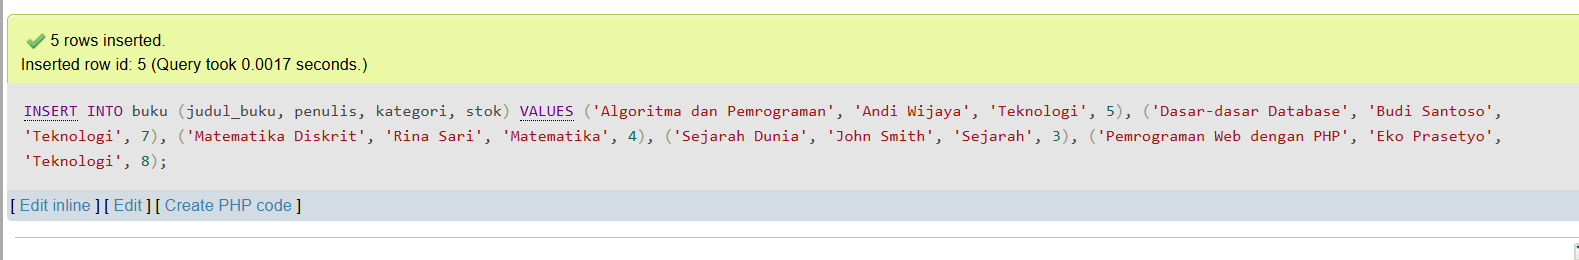 5 rows inserted.
Inserted row id: 5 (Query took 0.0017 seconds.)
INSERT INTO buku (judul_buku, penulis, kategori, stok) VALUES ('Algoritma dan Pemrograman', 'Andi Wijaya', 'Teknologi', 5), ('Dasar-dasar Database', 'Budi Santoso',
'Teknologi', 7), ('Matematika Diskrit', 'Rina Sari', 'Matematika', 4), ('Sejarah Dunia', 'John Smith', 'Sejarah', 3), ('Pemrograman Web dengan PHP', 'Eko Prasetyo',
'Teknologi', 8);
[ Edit inline ] [ Edit ] [ Create PHP code ]